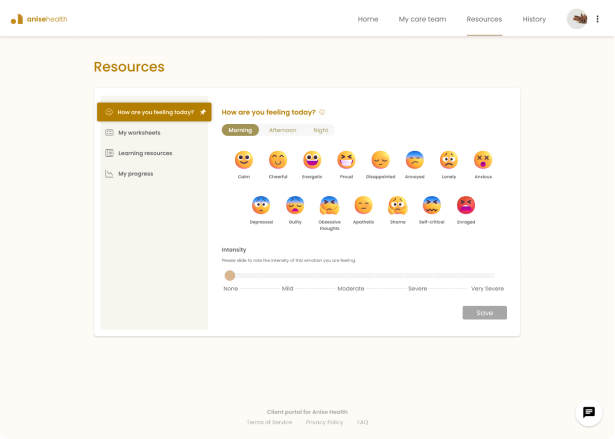 anisehealth
Home
My care team
Resources
History
Resources
How are you feeling today?
My worksheets
Learning resources
My progress
How are you feeling today?
Morning
Afternoon
Night
Calm
Cheerful
Energetic
Proud
Disappointed
Annoyed
Lonely
Anxious
Depressed
Guilty
Obsessive
thoughts
Apathetic
Shame
Self-critical
Enraged
Intensity
Please slide to rate the intensity of this emotion you are feeling.
None
Mild
Moderate
Severe
Very Severe
Save
Client portal for Anise Health
Terms of Service
Privacy Policy
FAQ